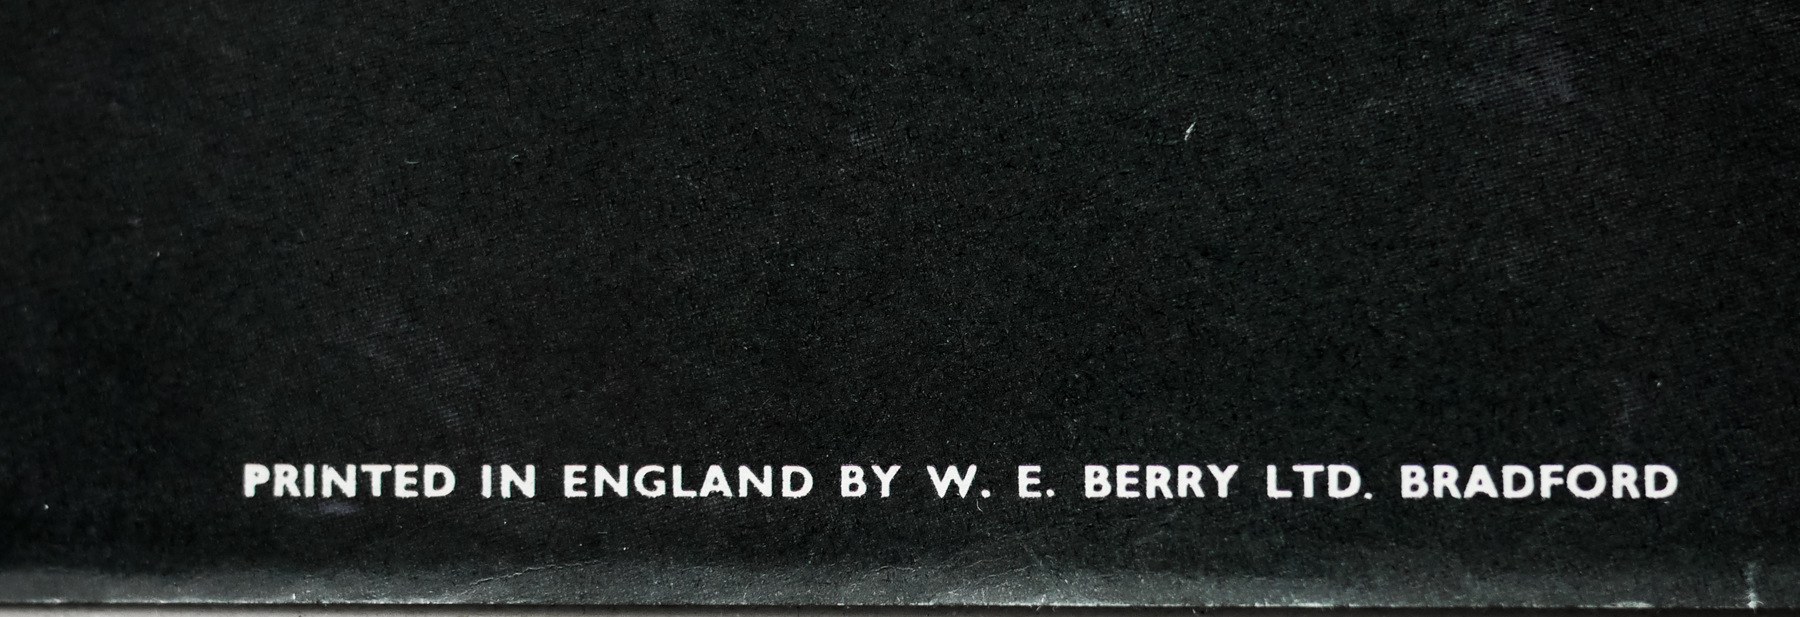 PRINTED IN ENGLAND BY W. E. BERRY LTD. BRADFORD